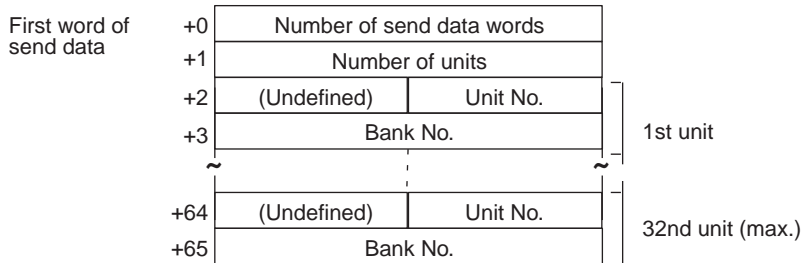 First word of
send data
+0 Number of send data words
+1 Number of units
+2 (Undefined) Unit No.
+3 Bank No.
1st unit
~ ~
+64 (Undefined) Unit No.
+65 Bank No.
32nd unit (max.)